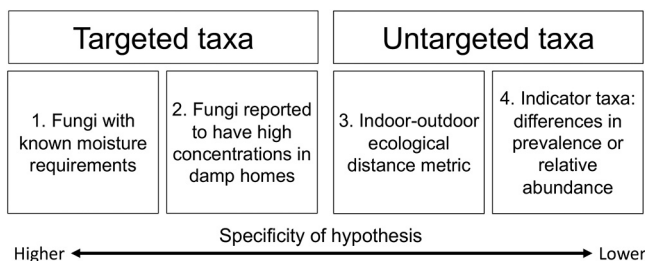 Targeted taxa
Untargeted taxa
1. Fungi with
known moisture
requirements
2. Fungi reported
to have high
concentrations in
damp homes
3. Indoor-outdoor
ecological
distance metric
4. Indicator taxa:
differences in
prevalence or
relative
abundance
Specificity of hypothesis
Higher
Lower